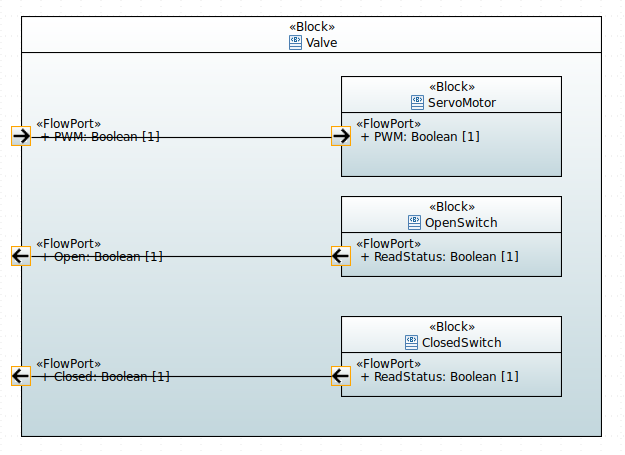 «Block»
Valve
«Block»
ServoMotor
«FlowPort»
+ PWM: Boolean [1]
«FlowPort»
+ PWM: Boolean [1]
«Block»
OpenSwitch
«FlowPort»
+ Open: Boolean [1]
«FlowPort»
+ ReadStatus: Boolean [1]
«Block»
ClosedSwitch
«FlowPort»
+ Closed: Boolean [1]
«FlowPort»
+ ReadStatus: Boolean [1]